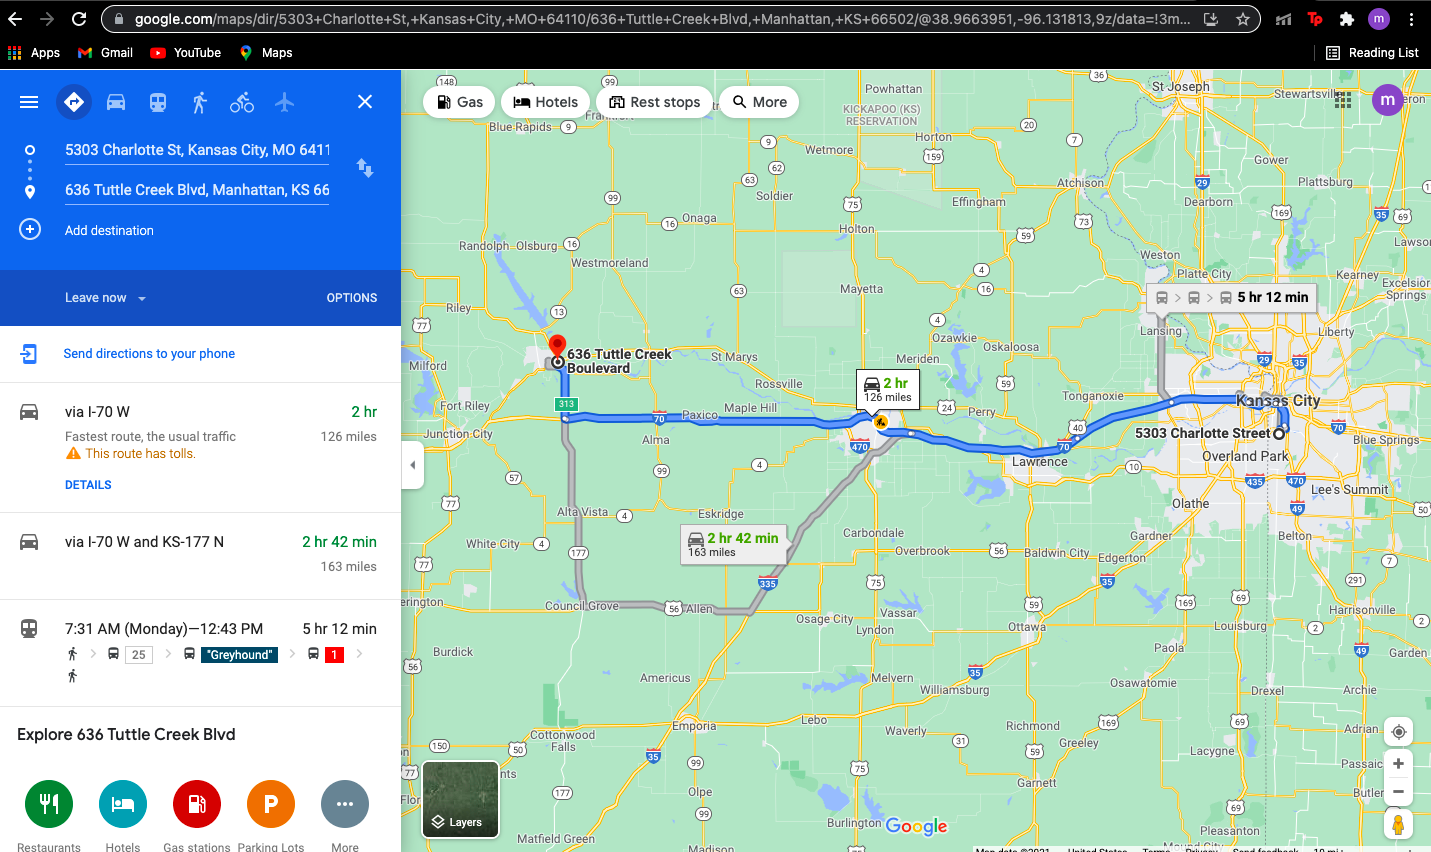 google.com/maps/dir/5303+Charlotte+St,+Kansas+City,+MO+64110/636+Tuttle+Creek+Blvd,+Manhattan,+KS+66502/@38.9663951,-96.131813,9z/data=!3m...
m
Apps
Gmail
YouTube
Maps
Reading List
5303 Charlotte St, Kansas City, MO 6411
636 Tuttle Creek Blvd, Manhattan, KS 66
Add destination
Leave now
OPTIONS
Send directions to your phone
via I-70 W
2 hr
Fastest route, the usual traffic
126 miles
This route has tolls.
DETAILS
via I-70 W and KS-177 N
2 hr 42 min
163 miles
7:31 AM (Monday)—12:43 PM
5 hr 12 min
25
"Greyhound"
1
Explore 636 Tuttle Creek Blvd
P
Restaurants
Hotels
Gas stations
Parking Lots
More
Gas
Hotels
Rest stops
More
m
Powhattan
St Joseph
Stewartsvill
Blue Rapids
KICKAPOO (KS)
RESERVATION
Horton
Wetmore
Gower
Atchison
Plattsburg
Soldier
Effingham
Dearborn
Onaga
Holton
Randolph
Olsburg
Weston
Westmoreland
Platte City
Kearney
Excelsior
Springs
Mayetta
Riley
5 hr 12 min
Lansing
Liberty
Ozawkie
Oskaloosa
636 Tuttle Creek
Boulevard
St Marys
Meriden
Milford
Rossville
2 hr
126 miles
Tonganoxie
Kansas City
Fort Riley
Maple Hill
Paxico
Perry
Junction City
Alma
5303 Charlotte Street
Blue Springs
Lawrence
Overland Park
Lee's Summit
Olathe
Alta Vista
Eskridge
Carbondale
Gardner
Belton
White City
2 hr 42 min
163 miles
Overbrook
Baldwin City
Edgerton
Council Grove
Allen
Harrisonville
Osage City
Vassar
Lyndon
Ottawa
Louisburg
Burdick
Paola
Garden
Americus
Melvern
Williamsburg
Osawatomie
Drexel
Archie
Emporia
Lebo
Waverly
Richmond
Greeley
Adrian
Cottonwood
Falls
Lacygne
Passaic
Garnett
Butler
Olpe
Burlington
Pleasanton
Matfield Green
Layers
Google